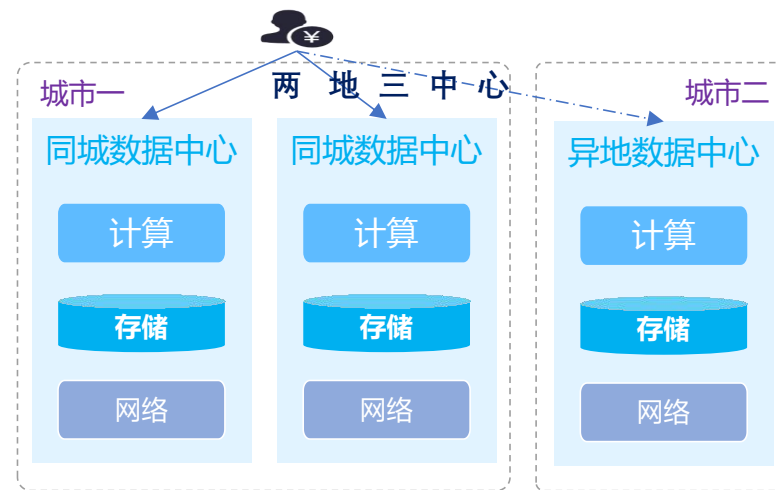 ¥
两地三中心
城市一
城市二
同城数据中心
同城数据中心
异地数据中心
计算
计算
计算
存储
存储
存储
网络
网络
网络